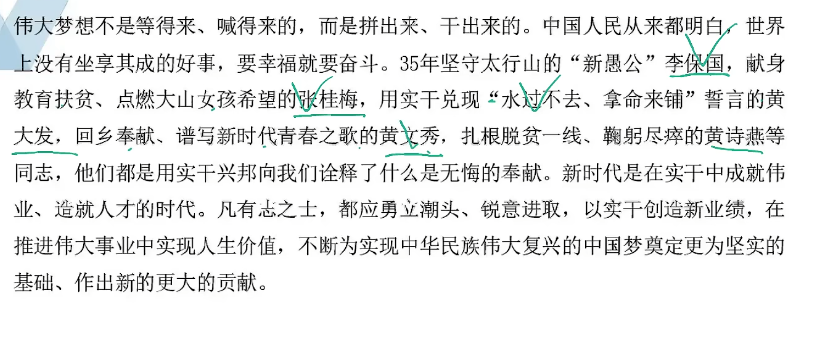 伟大梦想不是等得来、喊得来的，而是拼出来、干出来的。中国人民从来都明白，世界
上没有坐享其成的好事，要幸福就要奋斗。35年坚守太行山的“新愚公”李保国，献身
教育扶贫、点燃大山女孩希望的张桂梅，用实干兑现“水过不去、拿命来铺”誓言的黄
大发，回乡奉献、谱写新时代青春之歌的黄文秀，扎根脱贫一线、鞠躬尽瘁的黄诗燕等
同志，他们都是用实干兴邦向我们诠释了什么是无悔的奉献。新时代是在实干中成就伟
业、造就人才的时代。凡有志之士，都应勇立潮头、锐意进取，以实干创造新业绩，在
推进伟大事业中实现人生价值，不断为实现中华民族伟大复兴的中国梦奠定更为坚实的
基础、作出新的更大的贡献。